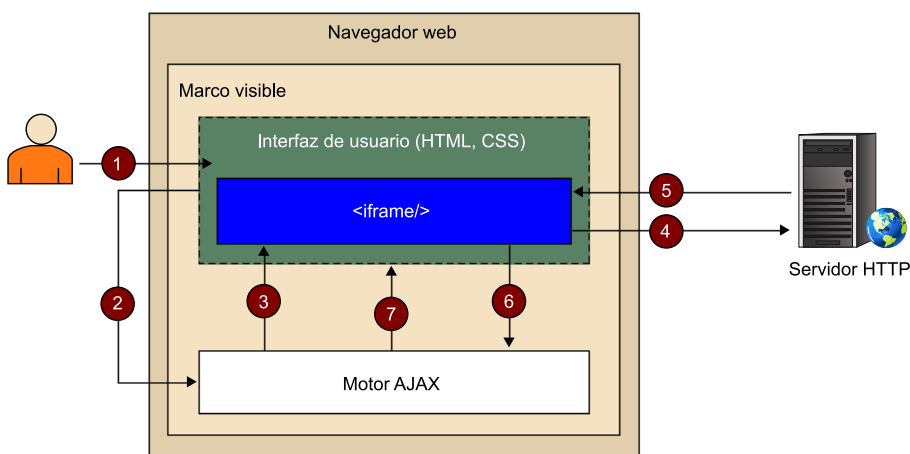 Navegador web
Marco visible
Interfaz de usuario (HTML, CSS)
1
5
<iframe/>
4
Servidor HTTP
2
3
7
6
Motor AJAX